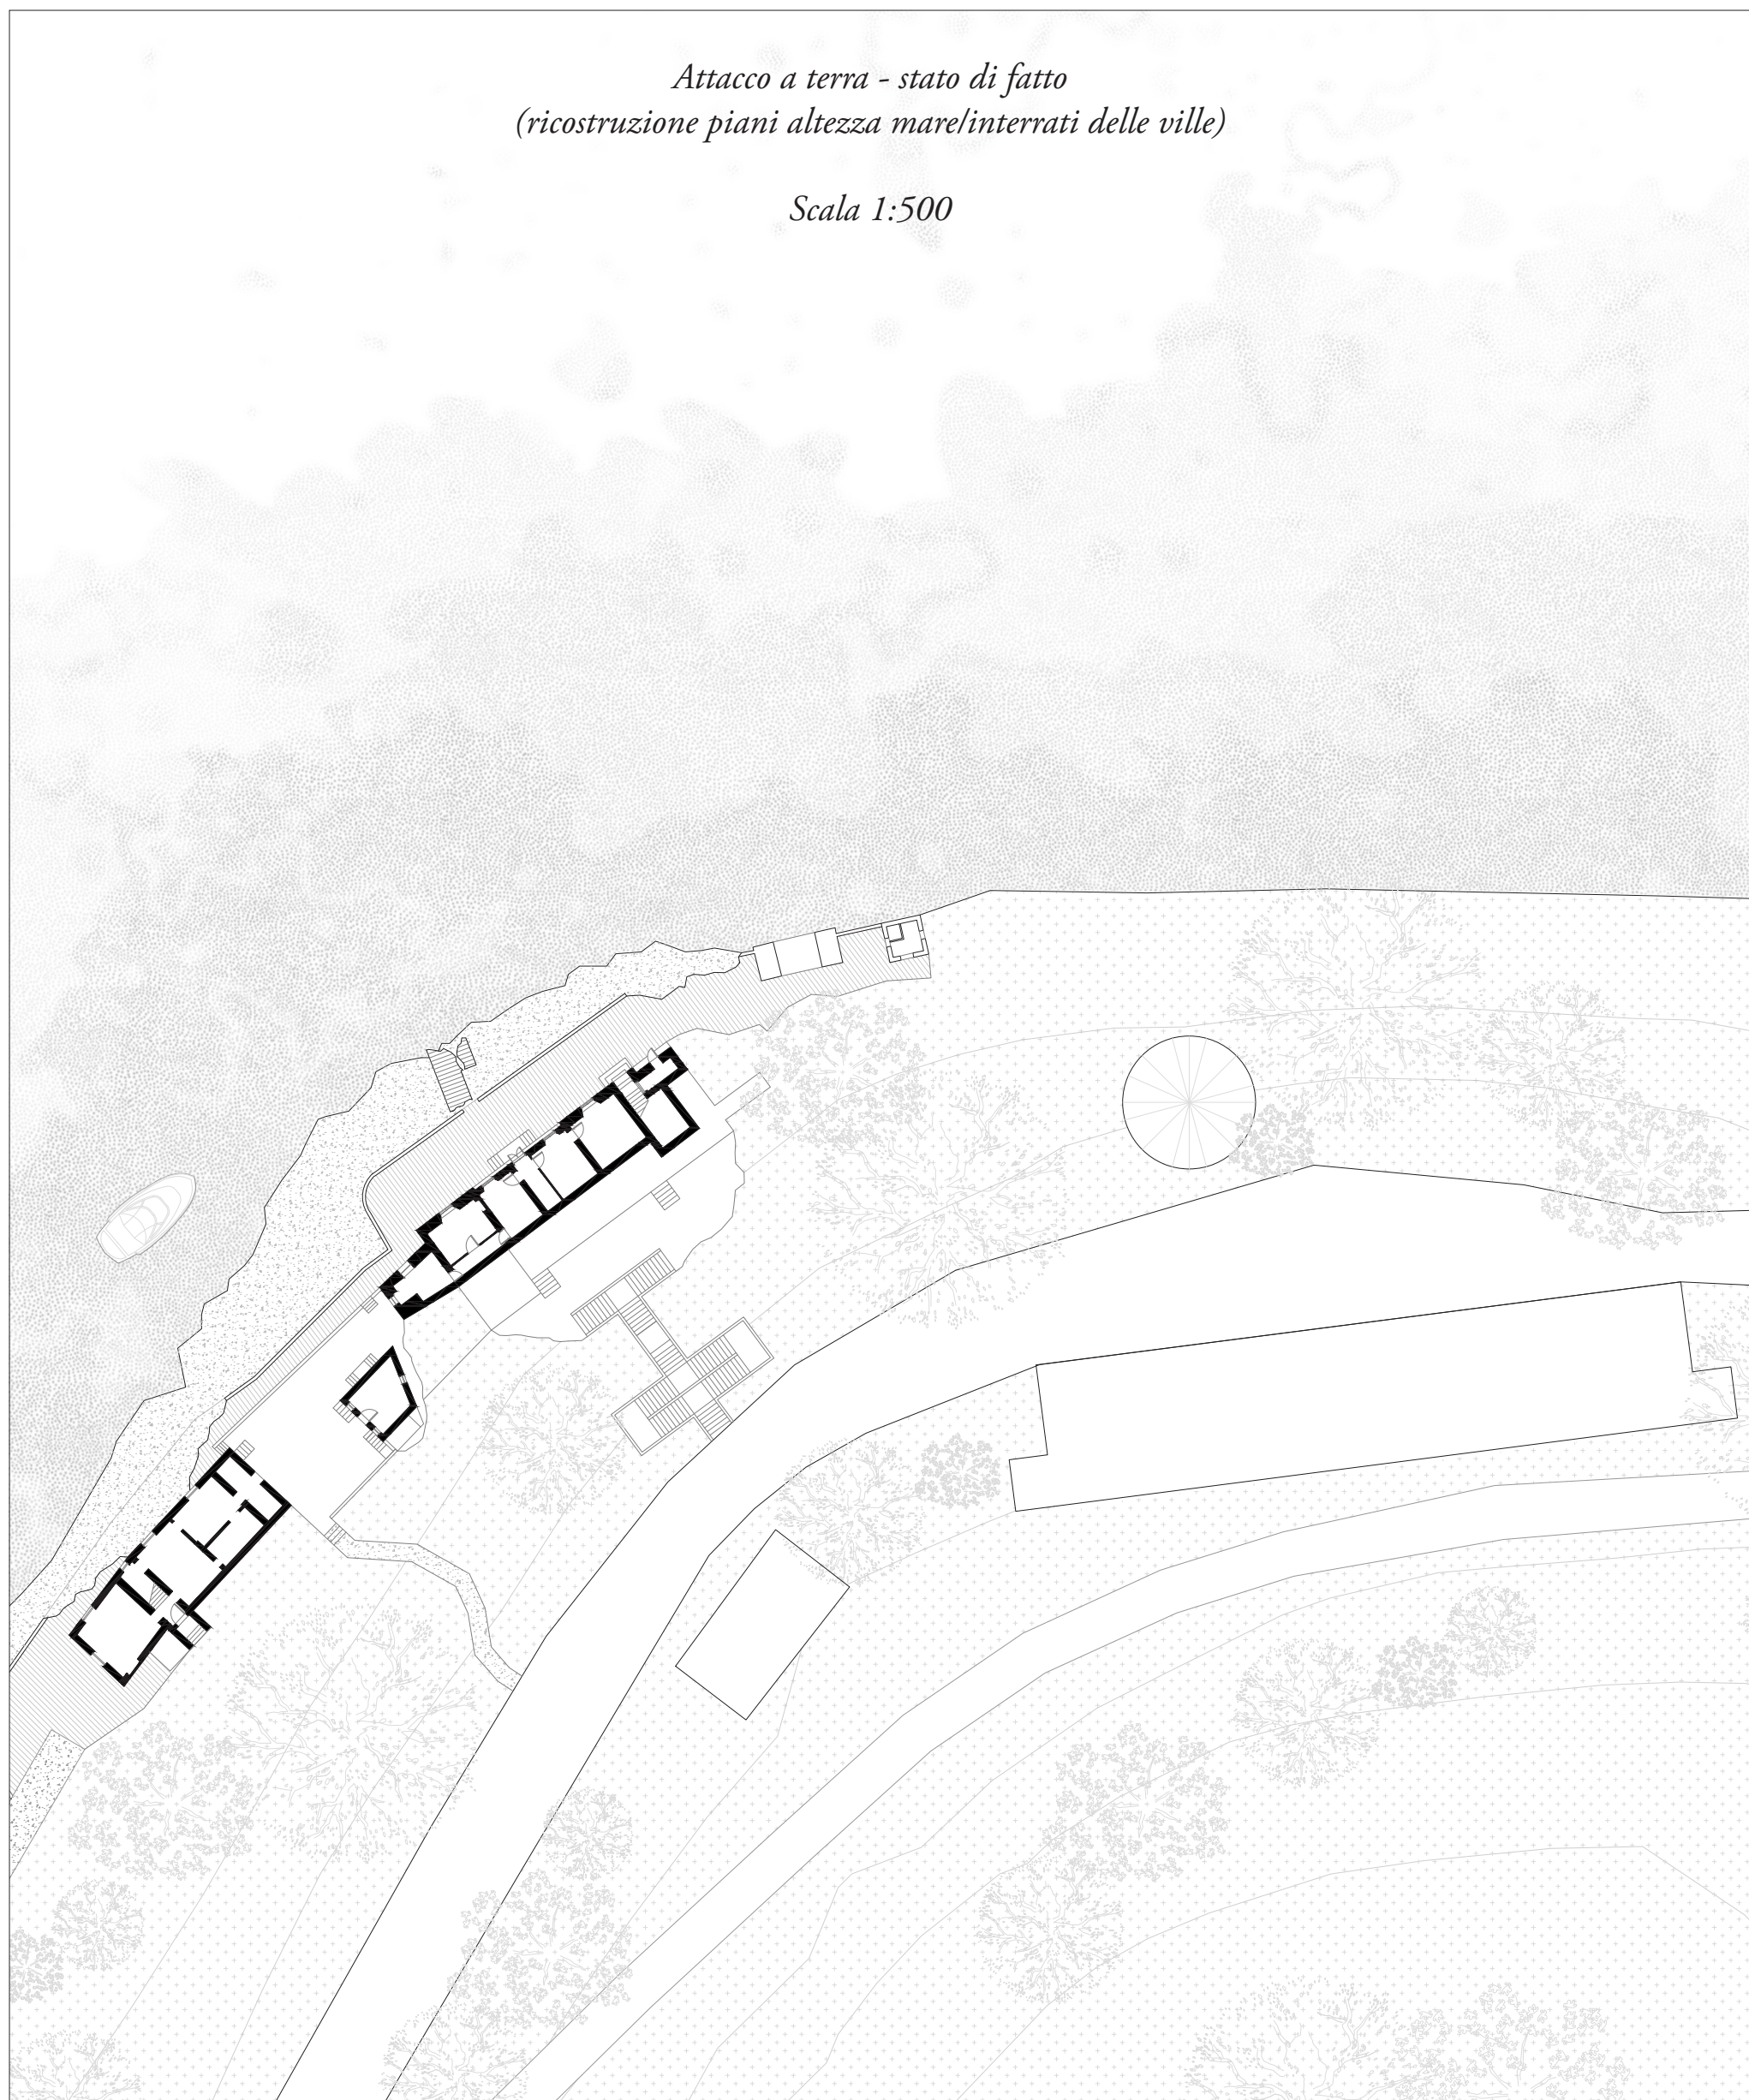 Attacco a terra - stato di fatto
(ricostruzione piani altezza mare/interrati delle ville)
Scala 1:500